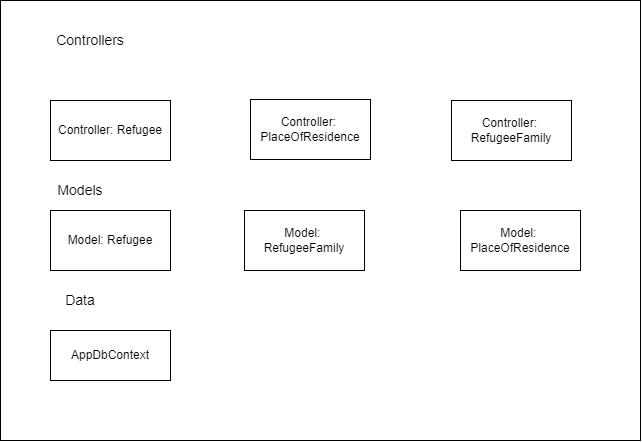 Controllers
Controller: Refugee
Controller:
PlaceOfResidence
Controller:
RefugeeFamily
Models
Model: Refugee
Model:
RefugeeFamily
Model:
PlaceOfResidence
Data
AppDbContext